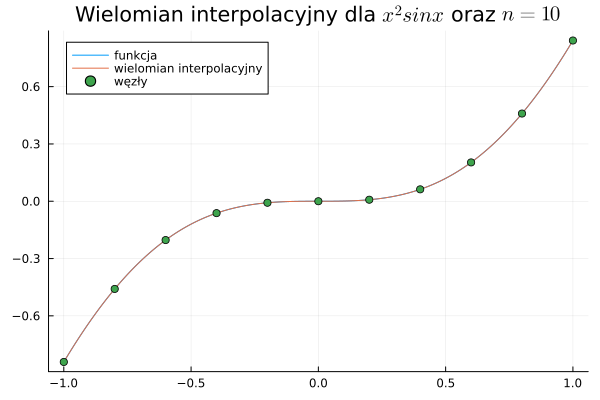 Wielomian interpolacyjny dla x²sinx oraz n = 10
funkcja
wielomian interpolacyjny
węzły
0.6
0.3
0.0
−0.3
−0.6
−1.0 −0.5 0.0 0.5 1.0